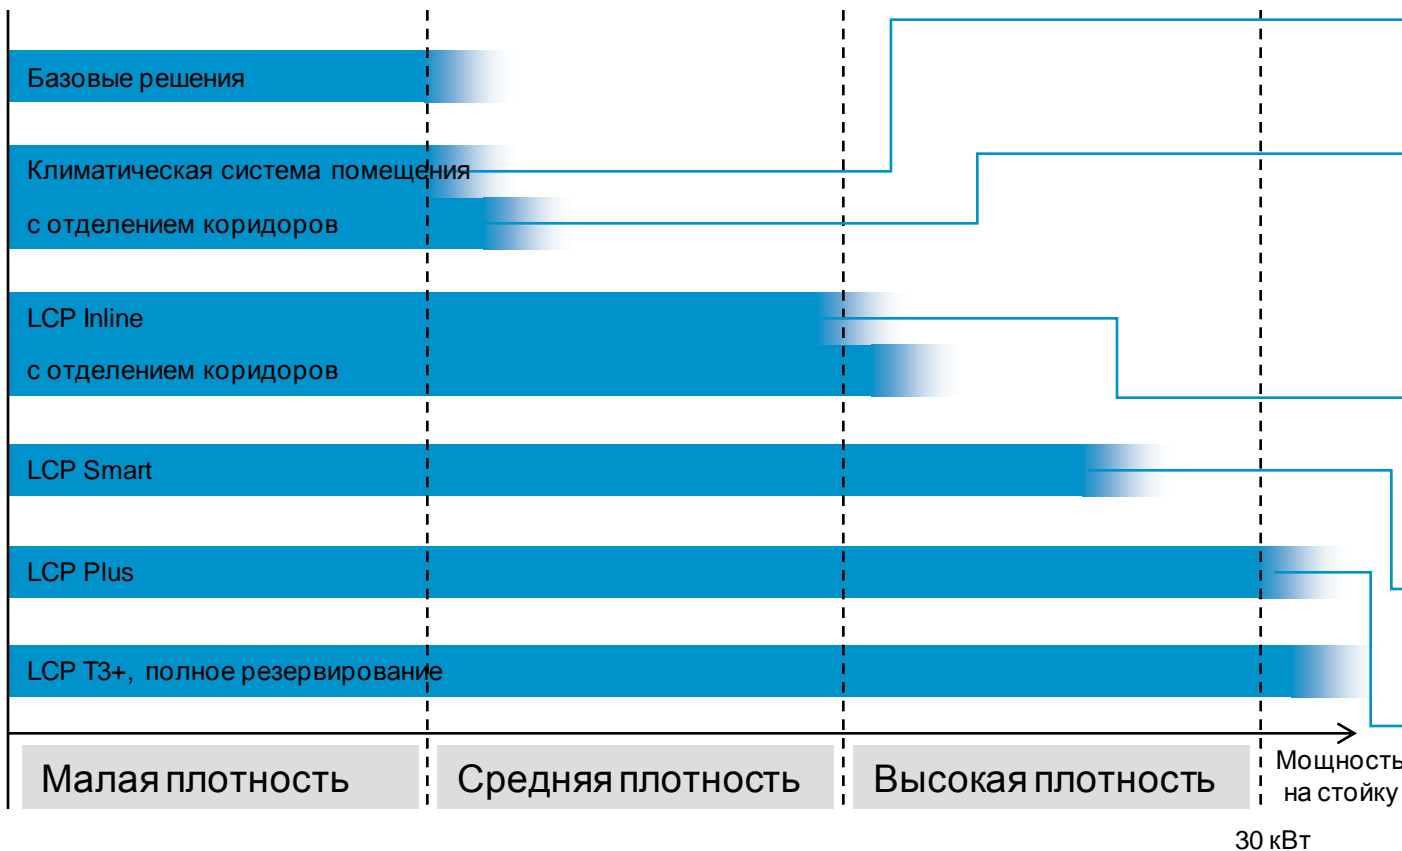 Базовые решения
Климатическая система помещения
с отделением коридоров
LCP Inline
с отделением коридоров
LCP Smart
LCP Plus
LCP T3+, полное резервирование
Малая плотность
Средняя плотность
Высокая плотность
Мощность
на стойку
30 кВт